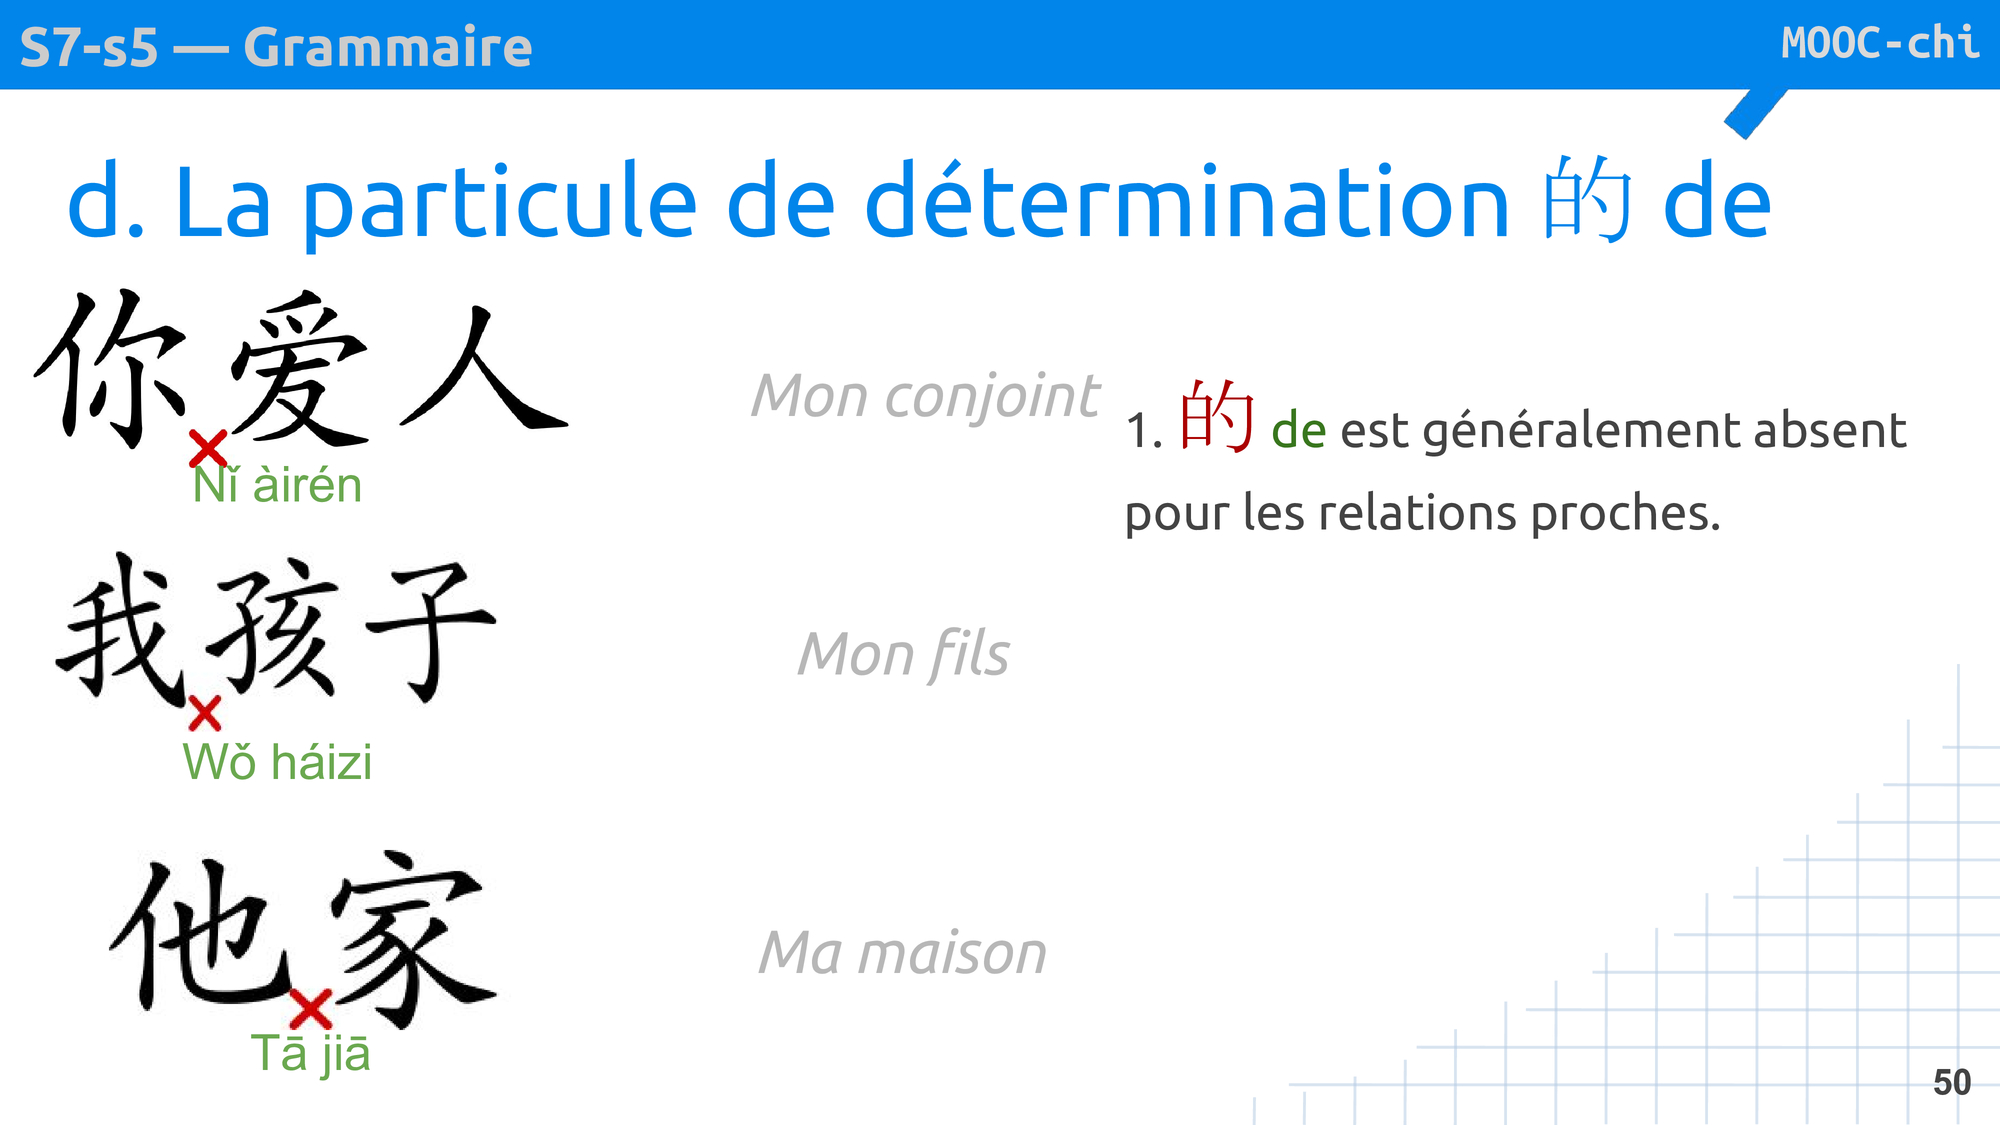 S7-s5 — Grammaire
MOOC-chi
d. La particule de détermination 的 de
你爱人
Mon conjoint
Nǐ àirén
1. 的 de est généralement absent
pour les relations proches.
我孩子
Mon fils
Wǒ háizi
他家
Ma maison
Tā jiā
50